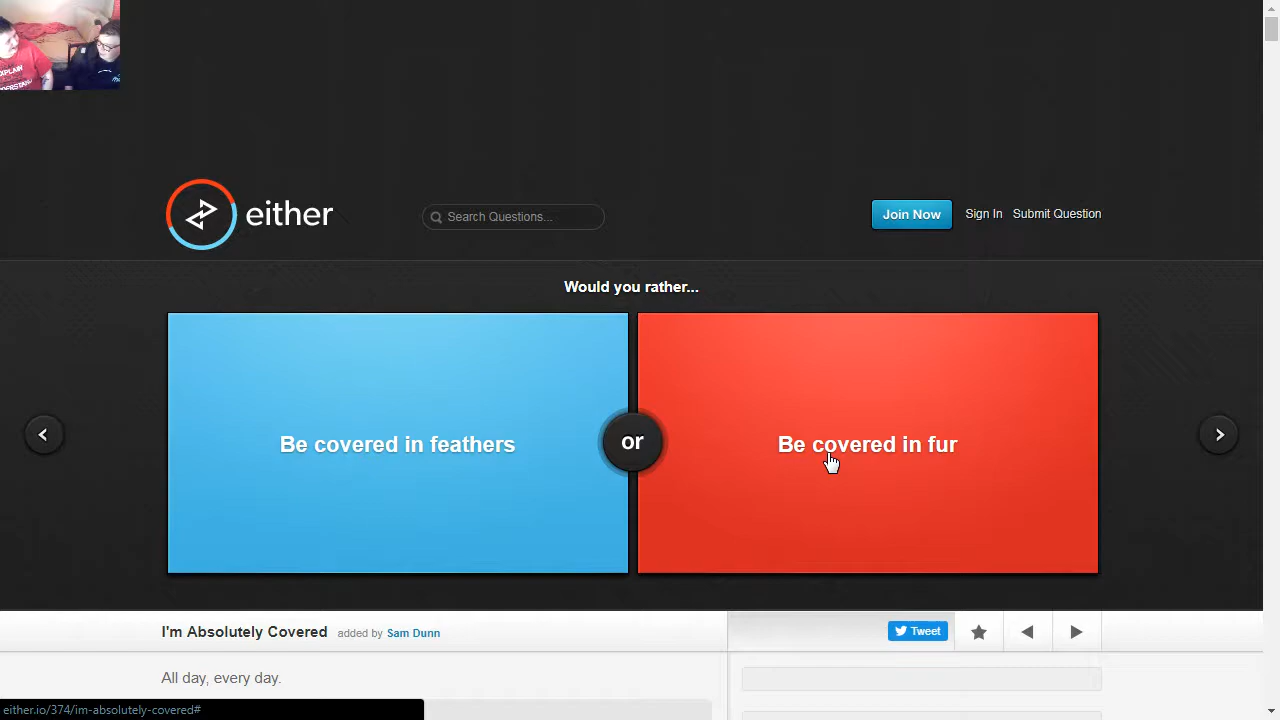 XPLAIN
either
Search Questions...
Join Now
Sign In
Submit Question
Would you rather...
Be covered in feathers
or
Be covered in fur
I'm Absolutely Covered added by Sam Dunn
Tweet
All day, every day.
either.io/374/im-absolutely-covered#